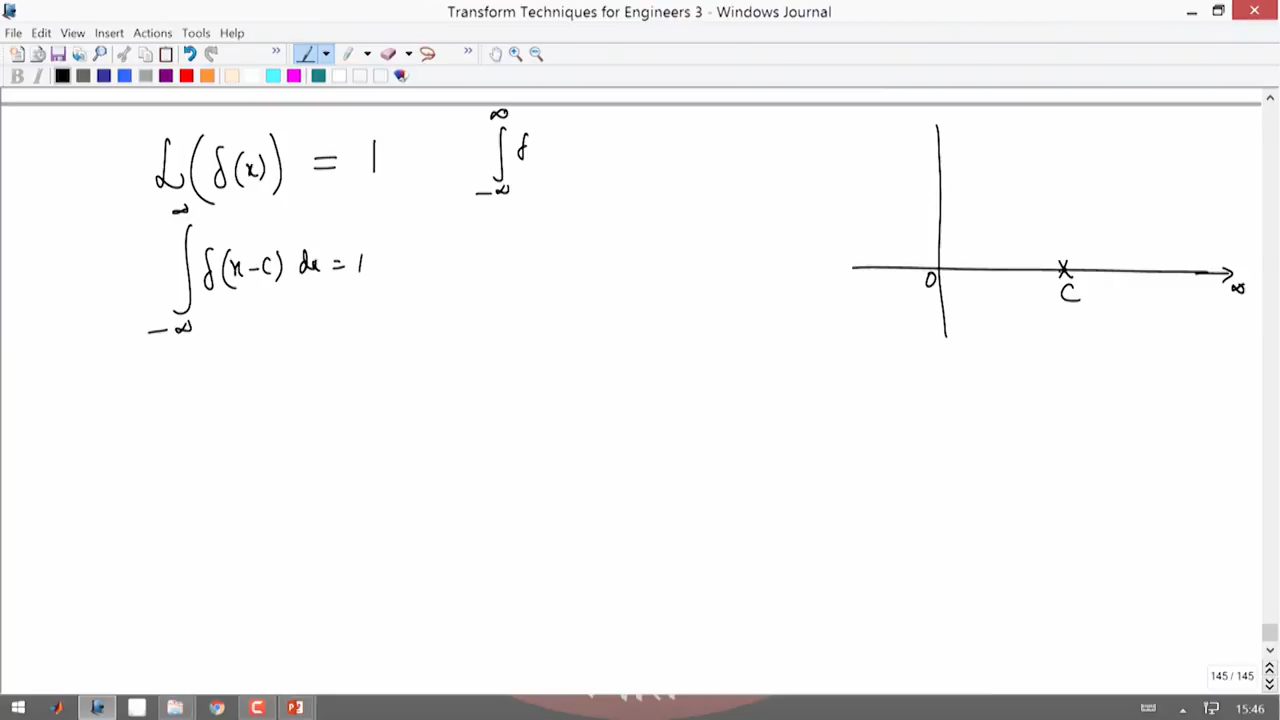 Transform Techniques for Engineers 3 - Windows Journal
File Edit View Insert Actions Tools Help
B I
ℒ(δ(x)) = 1
∫_{-∞}^{∞} δ
∫_{-∞}^{∞} δ(x-c) dx = 1
0
C
∞
145 / 145
15:46